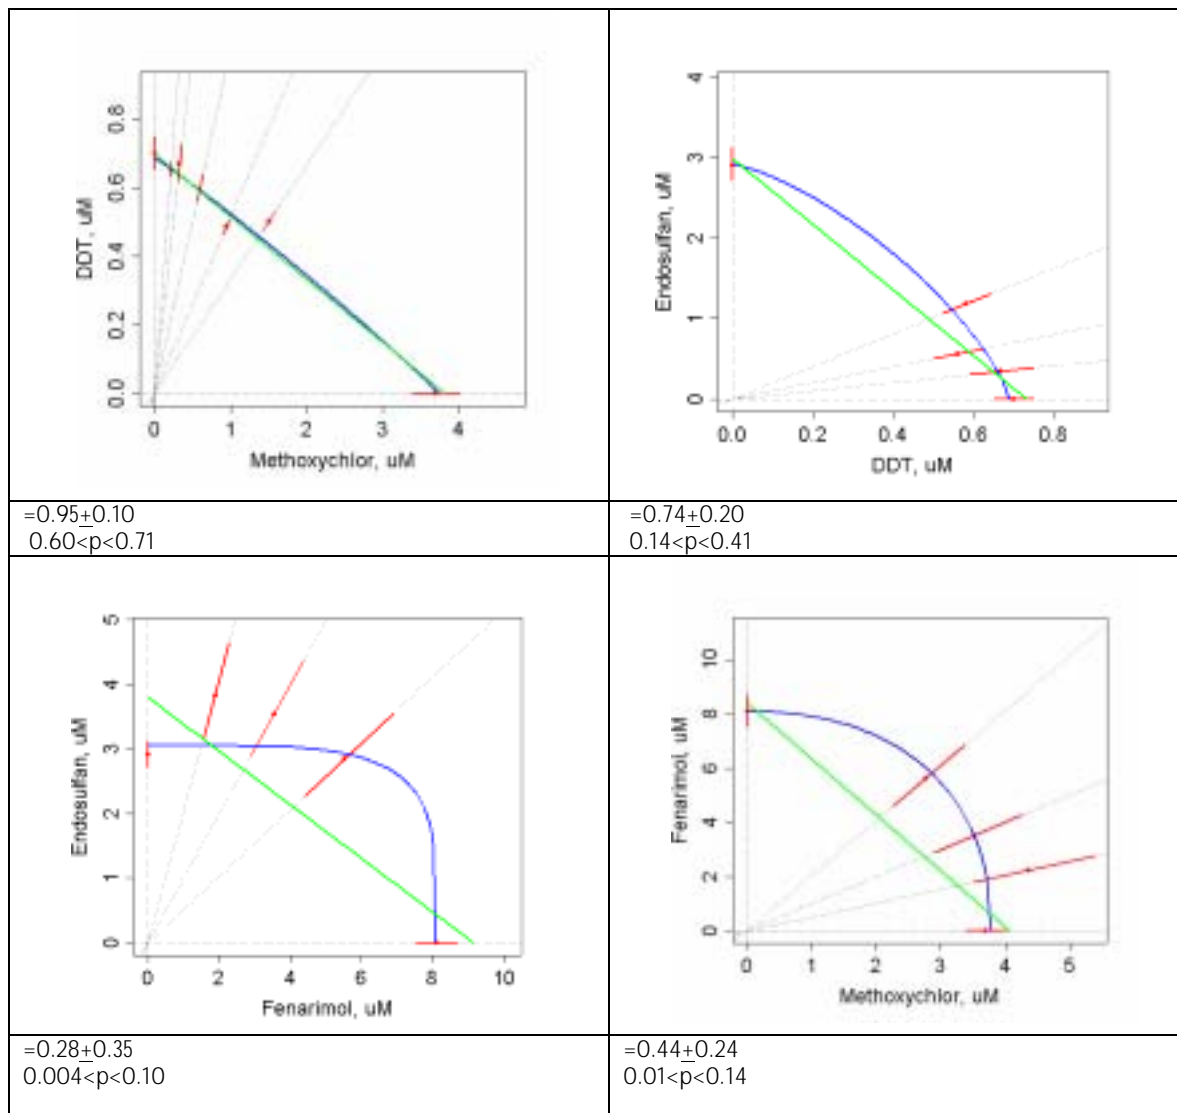 0.8
0.6
0.4
0.2
0.0
DDT, uM
0 1 2 3 4
Methoxychlor, uM
4
3
2
1
0
Endosulfan, uM
0.0 0.2 0.4 0.6 0.8
DDT, uM
=0.95±0.10
0.60<p<0.71
=0.74±0.20
0.14<p<0.41
5
4
3
2
1
0
Endosulfan, uM
0 2 4 6 8 10
Fenarimol, uM
10
8
6
4
2
0
Fenarimol, uM
0 1 2 3 4 5
Methoxychlor, uM
=0.28±0.35
0.004<p<0.10
=0.44±0.24
0.01<p<0.14